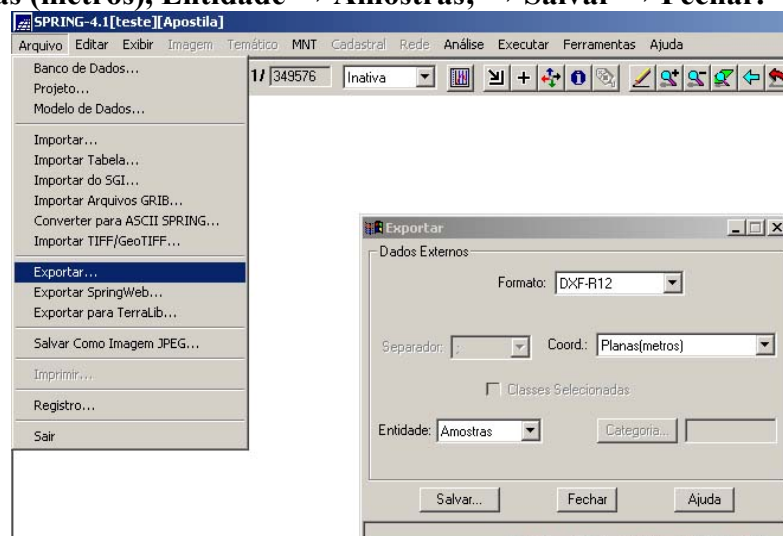 as (metros), Entidade → Amostras, → Salvar → Fechar.
SPRING-4.1[teste][Apostila]
Arquivo Editar Exibir Imagem Temático MNT Cadastral Rede Análise Executar Ferramentas Ajuda
1/ 349576 Inativa
Banco de Dados...
Projeto...
Modelo de Dados...
Importar...
Importar Tabela...
Importar do SGI...
Importar Arquivos GRIB...
Converter para ASCII SPRING...
Importar TIFF/GeoTIFF...
Exportar...
Exportar SpringWeb...
Exportar para TerraLib...
Salvar Como Imagem JPEG...
Imprimir...
Registro...
Sair
Exportar
Dados Externos
Formato: DXF-R12
Separador: ; Coord.: Planas(metros)
Classes Selecionadas
Entidade: Amostras Categoria...
Salvar... Fechar Ajuda